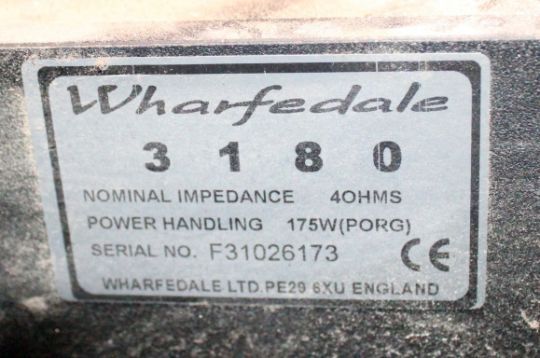 Wharfedale
3180
NOMINAL IMPEDANCE 4OHMS
POWER HANDLING 175W(PORG)
SERIAL NO. F31026173 CE
WHARFEDALE LTD.PE29 6XU ENGLAND